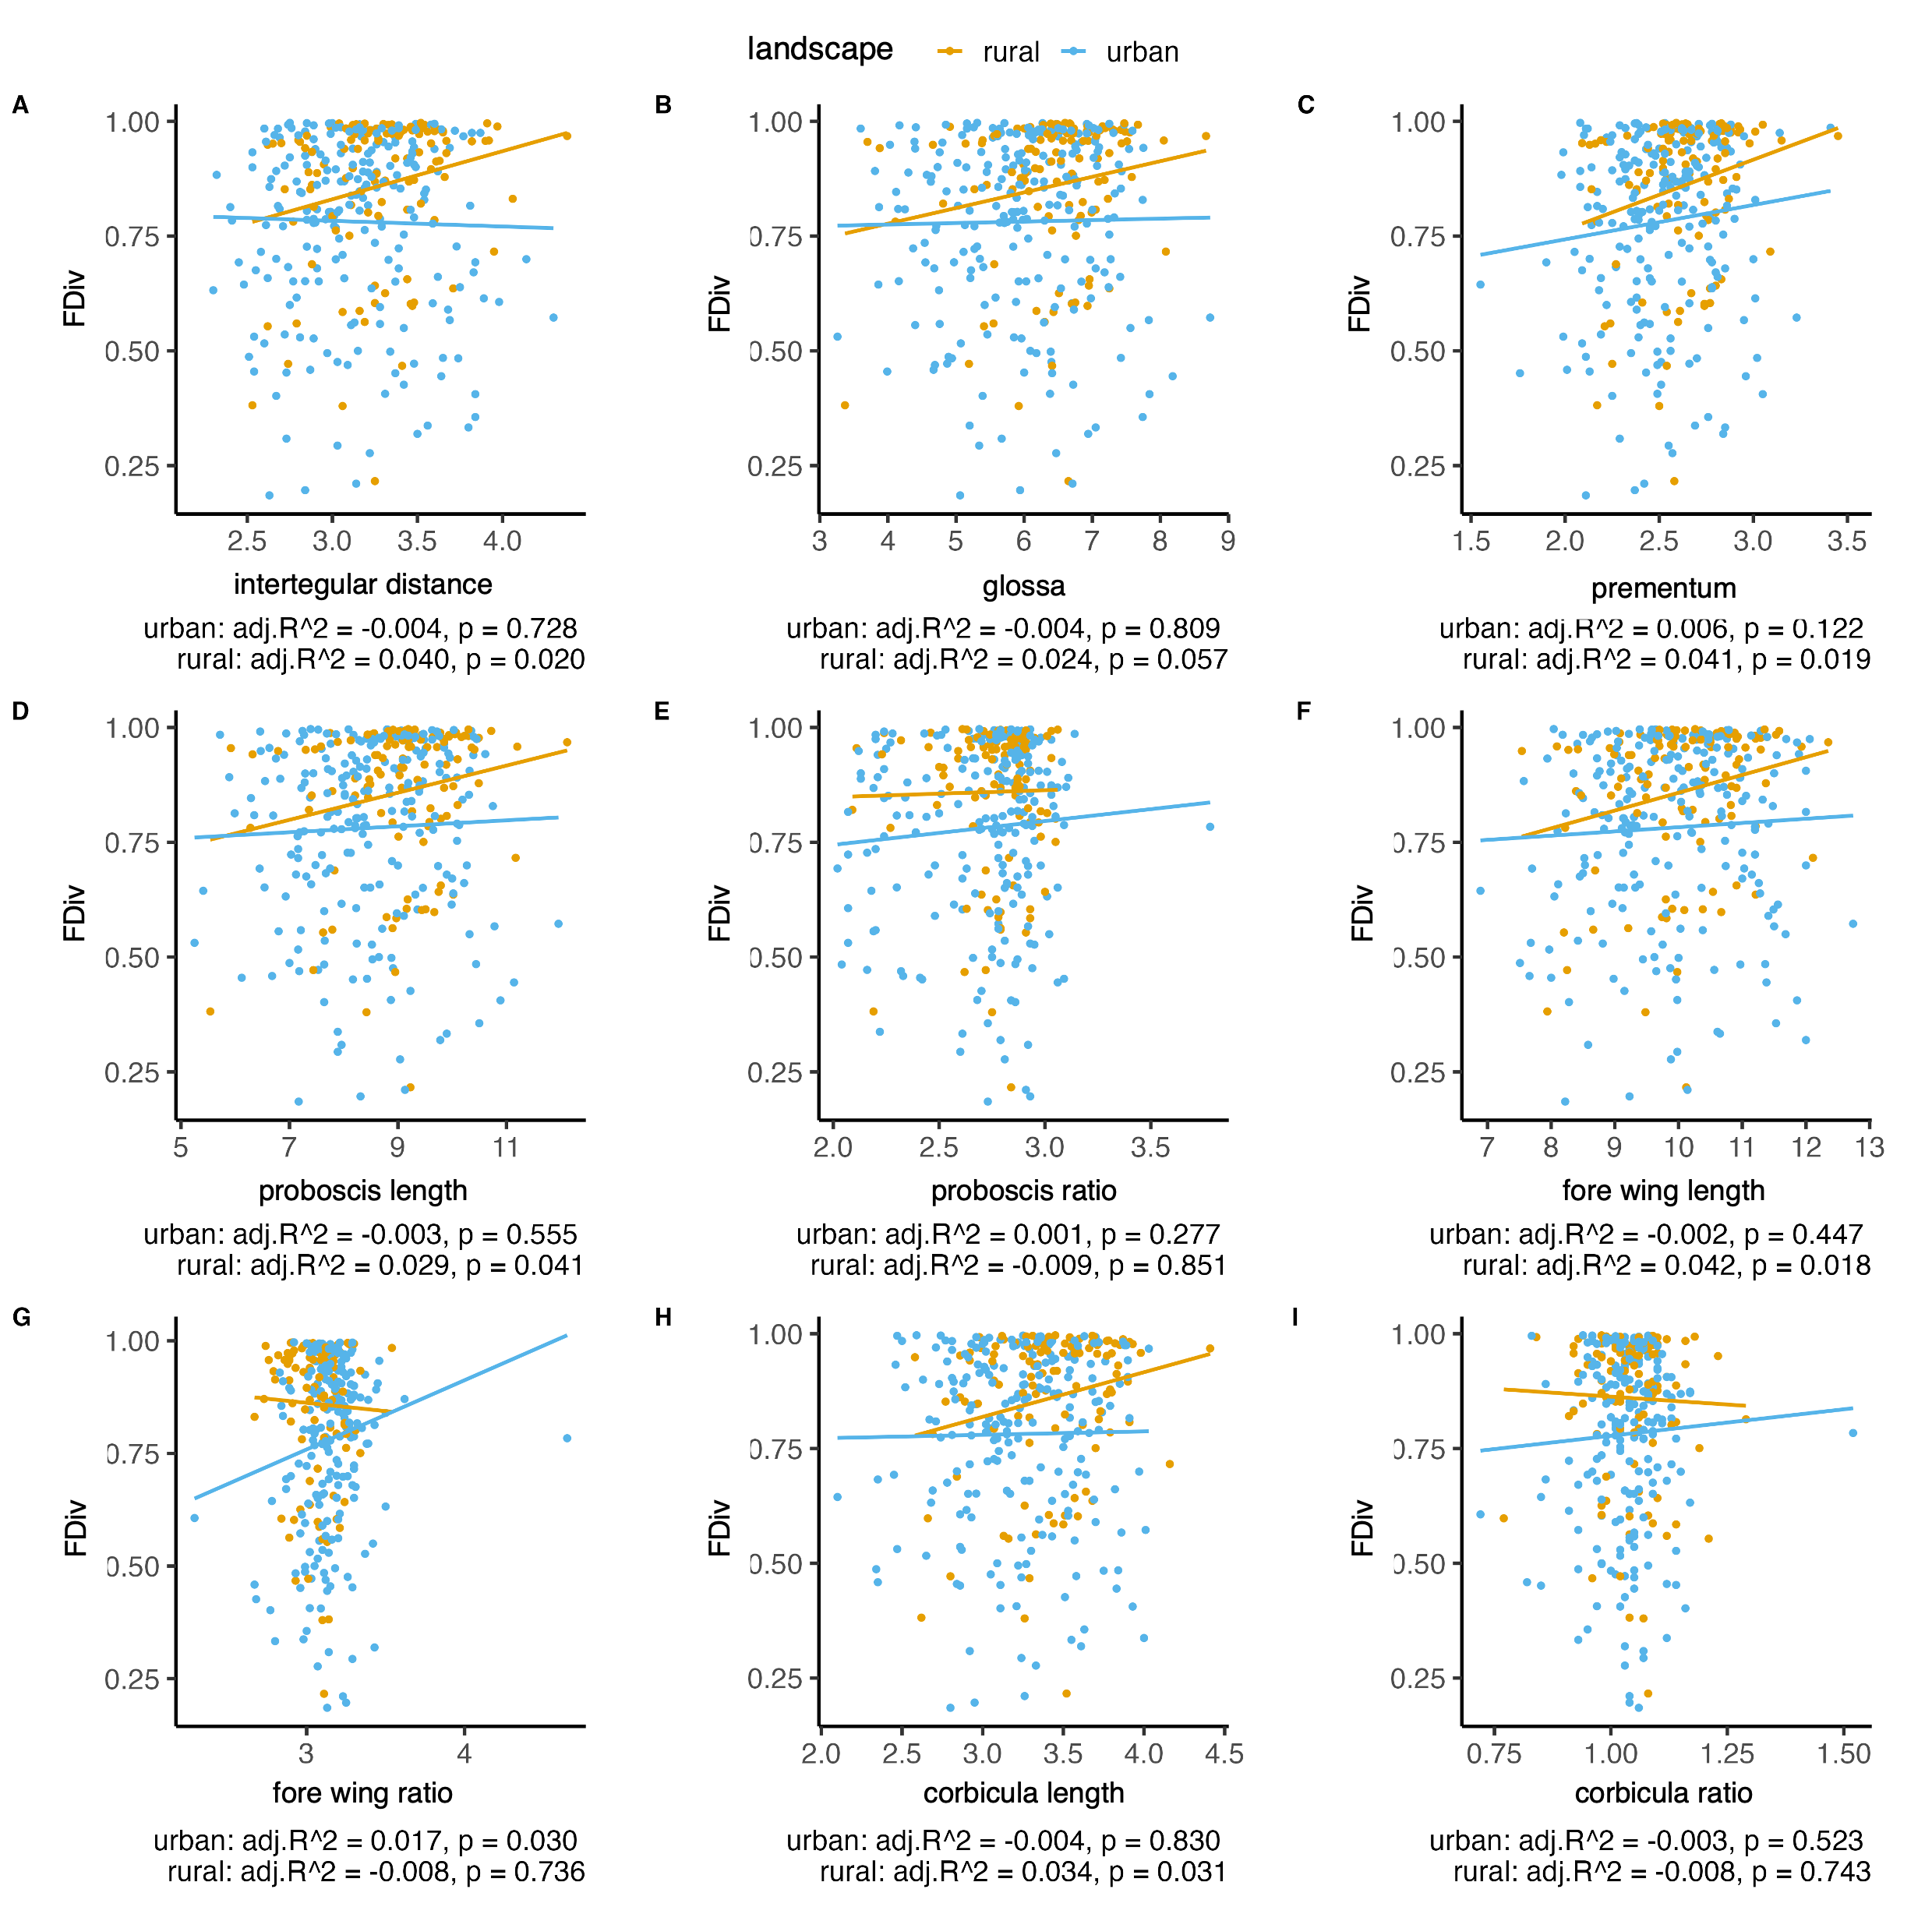 landscape rural urban
A B C
1.00 1.00 1.00
0.75 0.75 0.75
FDiv FDiv FDiv
0.50 0.50 0.50
0.25 0.25 0.25
2.5 3.0 3.5 4.0 3 4 5 6 7 8 9 1.5 2.0 2.5 3.0 3.5
intertegular distance glossa prementum
urban: adj.R^2 = -0.004, p = 0.728 urban: adj.R^2 = -0.004, p = 0.809 urban: adj.R^2 = 0.006, p = 0.122
rural: adj.R^2 = 0.040, p = 0.020 rural: adj.R^2 = 0.024, p = 0.057 rural: adj.R^2 = 0.041, p = 0.019
D E F
1.00 1.00 1.00
0.75 0.75 0.75
FDiv FDiv FDiv
0.50 0.50 0.50
0.25 0.25 0.25
5 7 9 11 2.0 2.5 3.0 3.5 7 8 9 10 11 12 13
proboscis length proboscis ratio fore wing length
urban: adj.R^2 = -0.003, p = 0.555 urban: adj.R^2 = 0.001, p = 0.277 urban: adj.R^2 = -0.002, p = 0.447
rural: adj.R^2 = 0.029, p = 0.041 rural: adj.R^2 = -0.009, p = 0.851 rural: adj.R^2 = 0.042, p = 0.018
G H I
1.00 1.00 1.00
0.75 0.75 0.75
FDiv FDiv FDiv
0.50 0.50 0.50
0.25 0.25 0.25
3 4 2.0 2.5 3.0 3.5 4.0 4.5 0.75 1.00 1.25 1.50
fore wing ratio corbicula length corbicula ratio
urban: adj.R^2 = 0.017, p = 0.030 urban: adj.R^2 = -0.004, p = 0.830 urban: adj.R^2 = -0.003, p = 0.523
rural: adj.R^2 = -0.008, p = 0.736 rural: adj.R^2 = 0.034, p = 0.031 rural: adj.R^2 = -0.008, p = 0.743